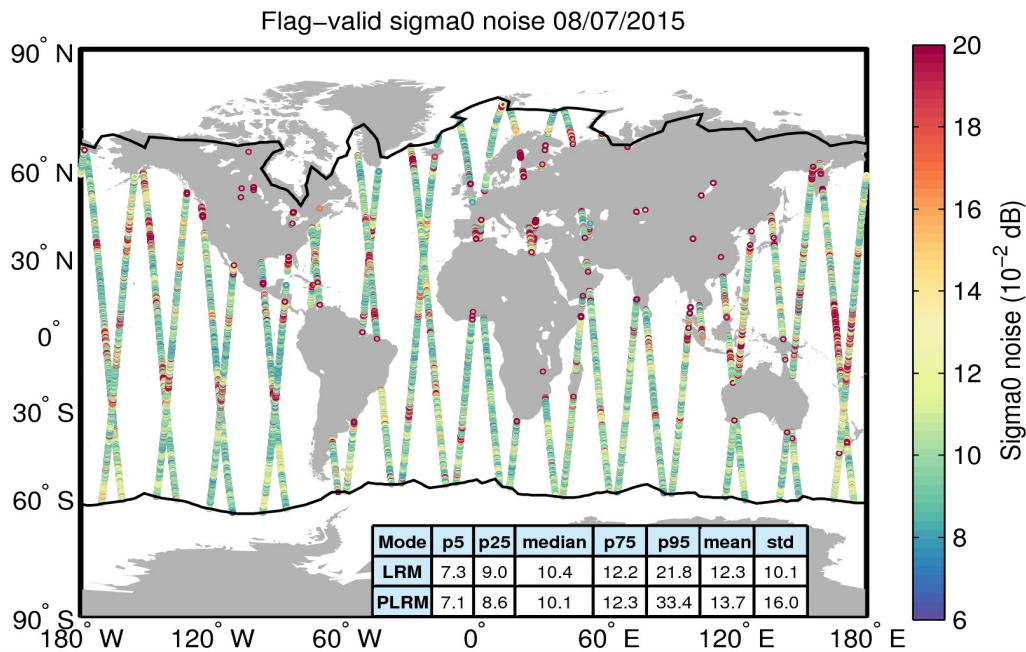 Flag−valid sigma0 noise 08/07/2015
90° N
60° N
30° N
0°
30° S
60° S
90° S
180° W 120° W 60° W 0° 60° E 120° E 180° E
Mode p5 p25 median p75 p95 mean std
LRM 7.3 9.0 10.4 12.2 21.8 12.3 10.1
PLRM 7.1 8.6 10.1 12.3 33.4 13.7 16.0
20
18
16
14
12
10
8
6
Sigma0 noise (10⁻² dB)